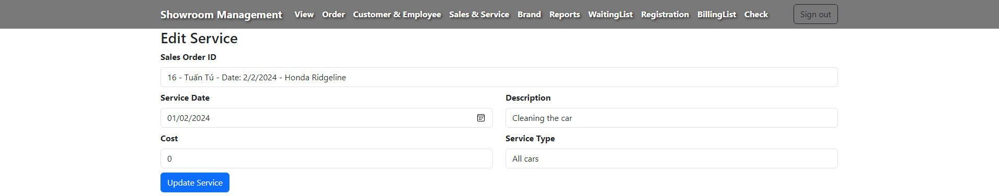 Showroom Management View Order Customer & Employee Sales & Service Brand Reports WaitingList Registration BillingList Check Sign out
Edit Service
Sales Order ID
16 - Tuấn Tú - Date: 2/2/2024 - Honda Ridgeline
Service Date Description
01/02/2024 Cleaning the car
Cost Service Type
0 All cars
Update Service